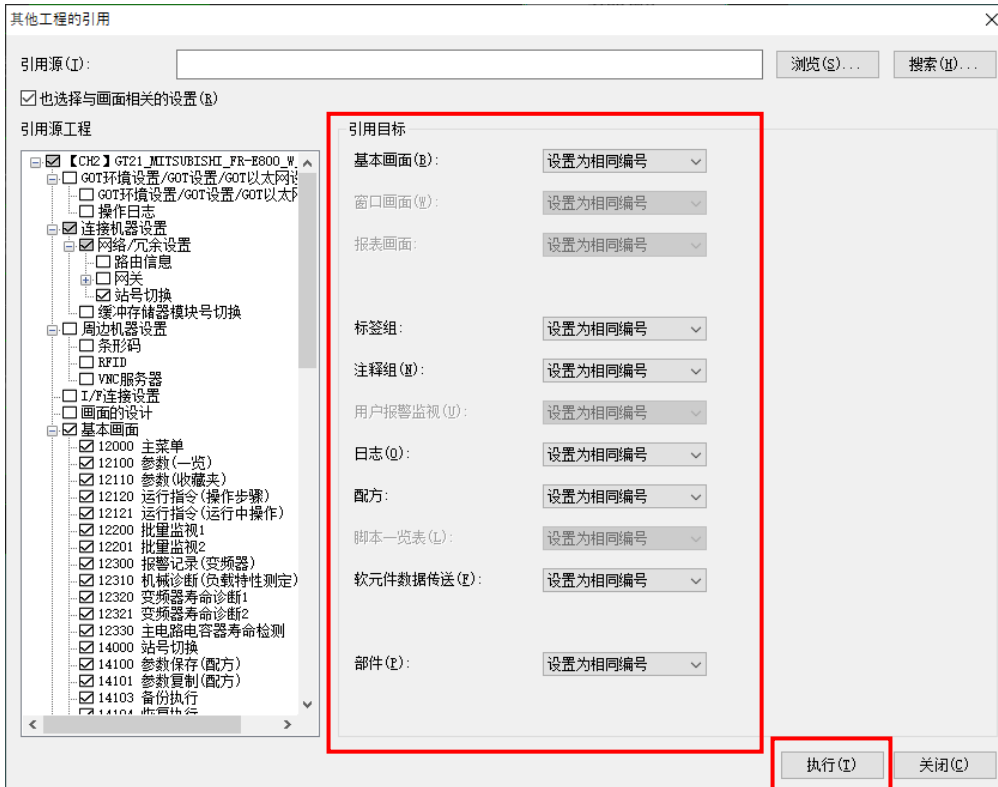 其他工程的引用
引用源(I):
浏览(S)...
搜索(H)...
也选择与画面相关的设置(R)
引用源工程
【CH2】GT21_MITSUBISHI_FR-E800_W_
GOT环境设置/GOT设置/GOT以太网设
GOT环境设置/GOT设置/GOT以太网
操作日志
连接机器设置
网络/冗余设置
路由信息
网关
站号切换
缓冲存储器模块号切换
周边机器设置
条形码
RFID
VNC服务器
I/F连接设置
画面的设计
基本画面
12000 主菜单
12100 参数(一览)
12110 参数(收藏夹)
12120 运行指令(操作步骤)
12121 运行指令(运行中操作)
12200 批量监视1
12201 批量监视2
12300 报警记录(变频器)
12310 机械诊断(负载特性测定)
12320 变频器寿命诊断1
12321 变频器寿命诊断2
12330 主电路电容器寿命检测
14000 站号切换
14100 参数保存(配方)
14101 参数复制(配方)
14103 备份执行
14104 恢复执行
引用目标
基本画面(B): 设置为相同编号
窗口画面(W): 设置为相同编号
报表画面: 设置为相同编号
标签组: 设置为相同编号
注释组(N): 设置为相同编号
用户报警监视(U): 设置为相同编号
日志(O): 设置为相同编号
配方: 设置为相同编号
脚本一览表(L): 设置为相同编号
软元件数据传送(F): 设置为相同编号
部件(P): 设置为相同编号
执行(T)
关闭(C)